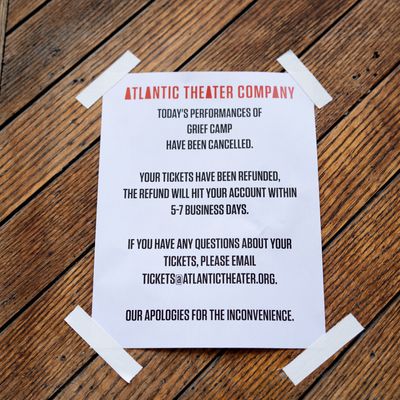 ATLANTIC THEATER COMPANY
TODAY'S PERFORMANCES OF
GRIEF CAMP
HAVE BEEN CANCELLED.
YOUR TICKETS HAVE BEEN REFUNDED,
THE REFUND WILL HIT YOUR ACCOUNT WITHIN
5-7 BUSINESS DAYS.
IF YOU HAVE ANY QUESTIONS ABOUT YOUR
TICKETS, PLEASE EMAIL
TICKETS@ATLANTICTHEATER.ORG.
OUR APOLOGIES FOR THE INCONVENIENCE.